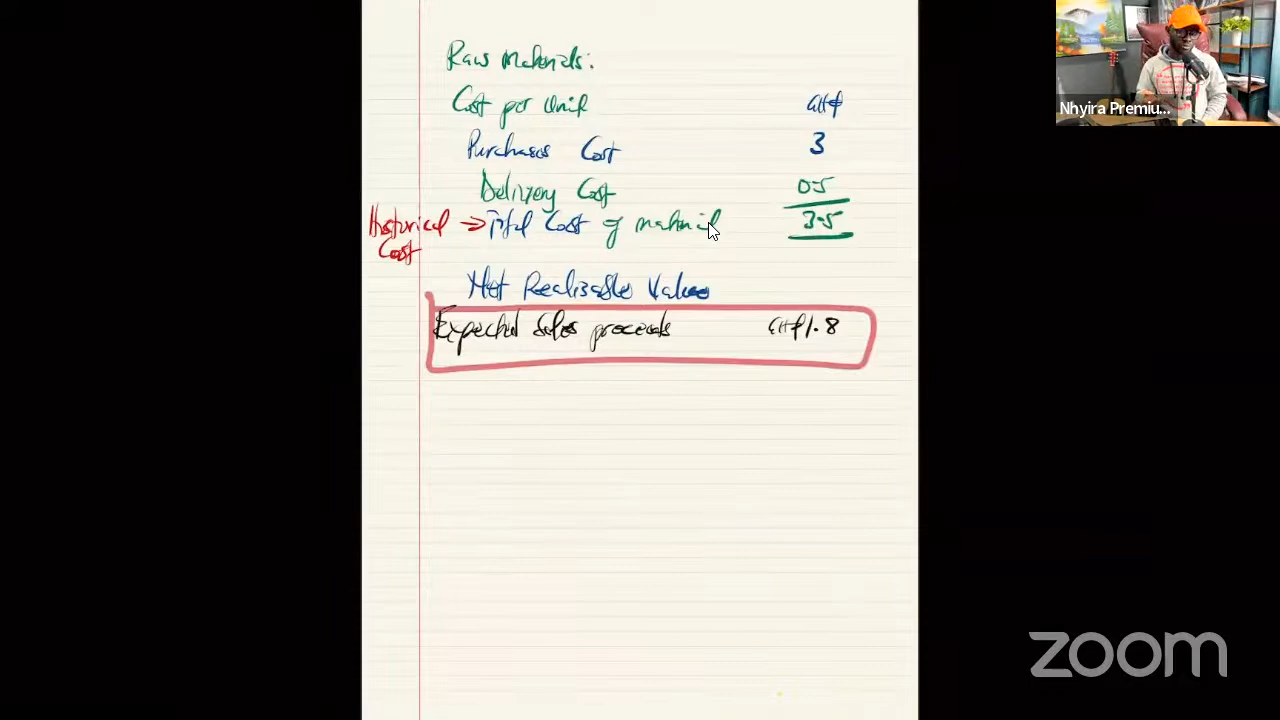 Raw Materials:
Cost per Unit GH¢
Purchases Cost 3
Delivery Cost 0.5
Historical Cost → Total Cost of material 3.5
Net Realisable Value
Expected Sales proceeds GH¢1.8
Nhyira Premiu...
zoom